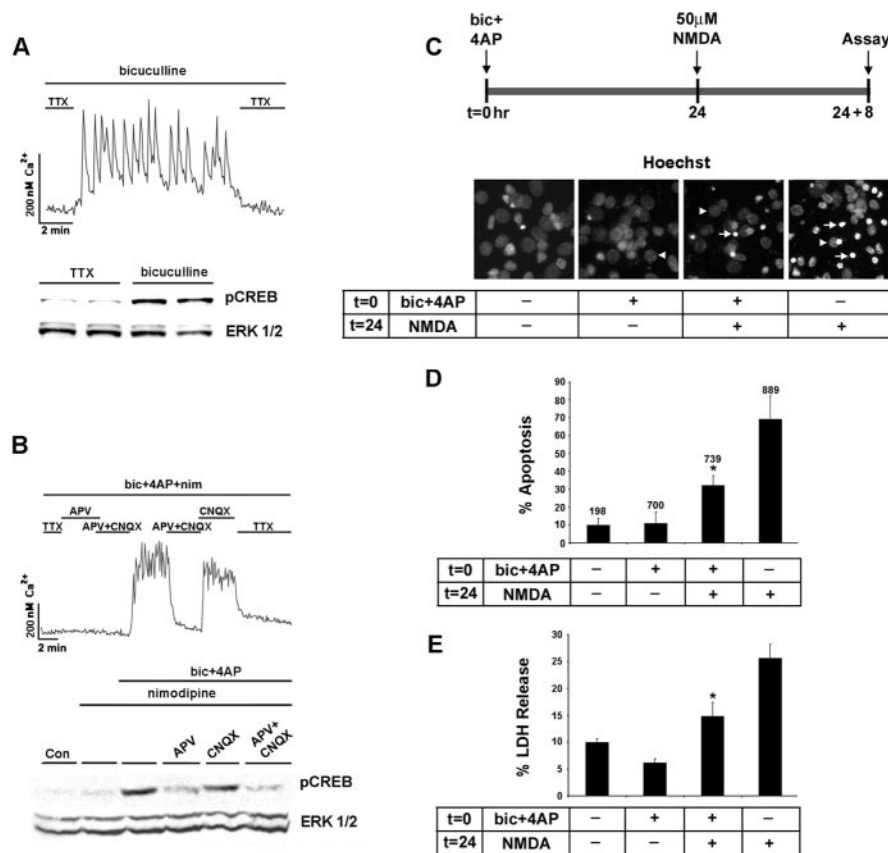 A
bicuculline
TTX TTX
200 nM Ca²⁺
2 min
TTX bicuculline
pCREB
ERK 1/2
B
bic+4AP+nim
APV CNQX
TTX APV+CNQX APV+CNQX TTX
200 nM Ca²⁺
2 min
bic+4AP
nimodipine
Con APV CNQX APV+ CNQX
pCREB
ERK 1/2
C
bic+ 4AP
50µM NMDA
Assay
t=0 hr 24 24+8
Hoechst
t=0 bic+4AP – + + –
t=24 NMDA – – + +
D
% Apoptosis
90
80
70
60
50
40
30
20
10
0
198 700 739 889
*
t=0 bic+4AP – + + –
t=24 NMDA – – + +
E
% LDH Release
30
25
20
15
10
5
0
*
t=0 bic+4AP – + + –
t=24 NMDA – – + +